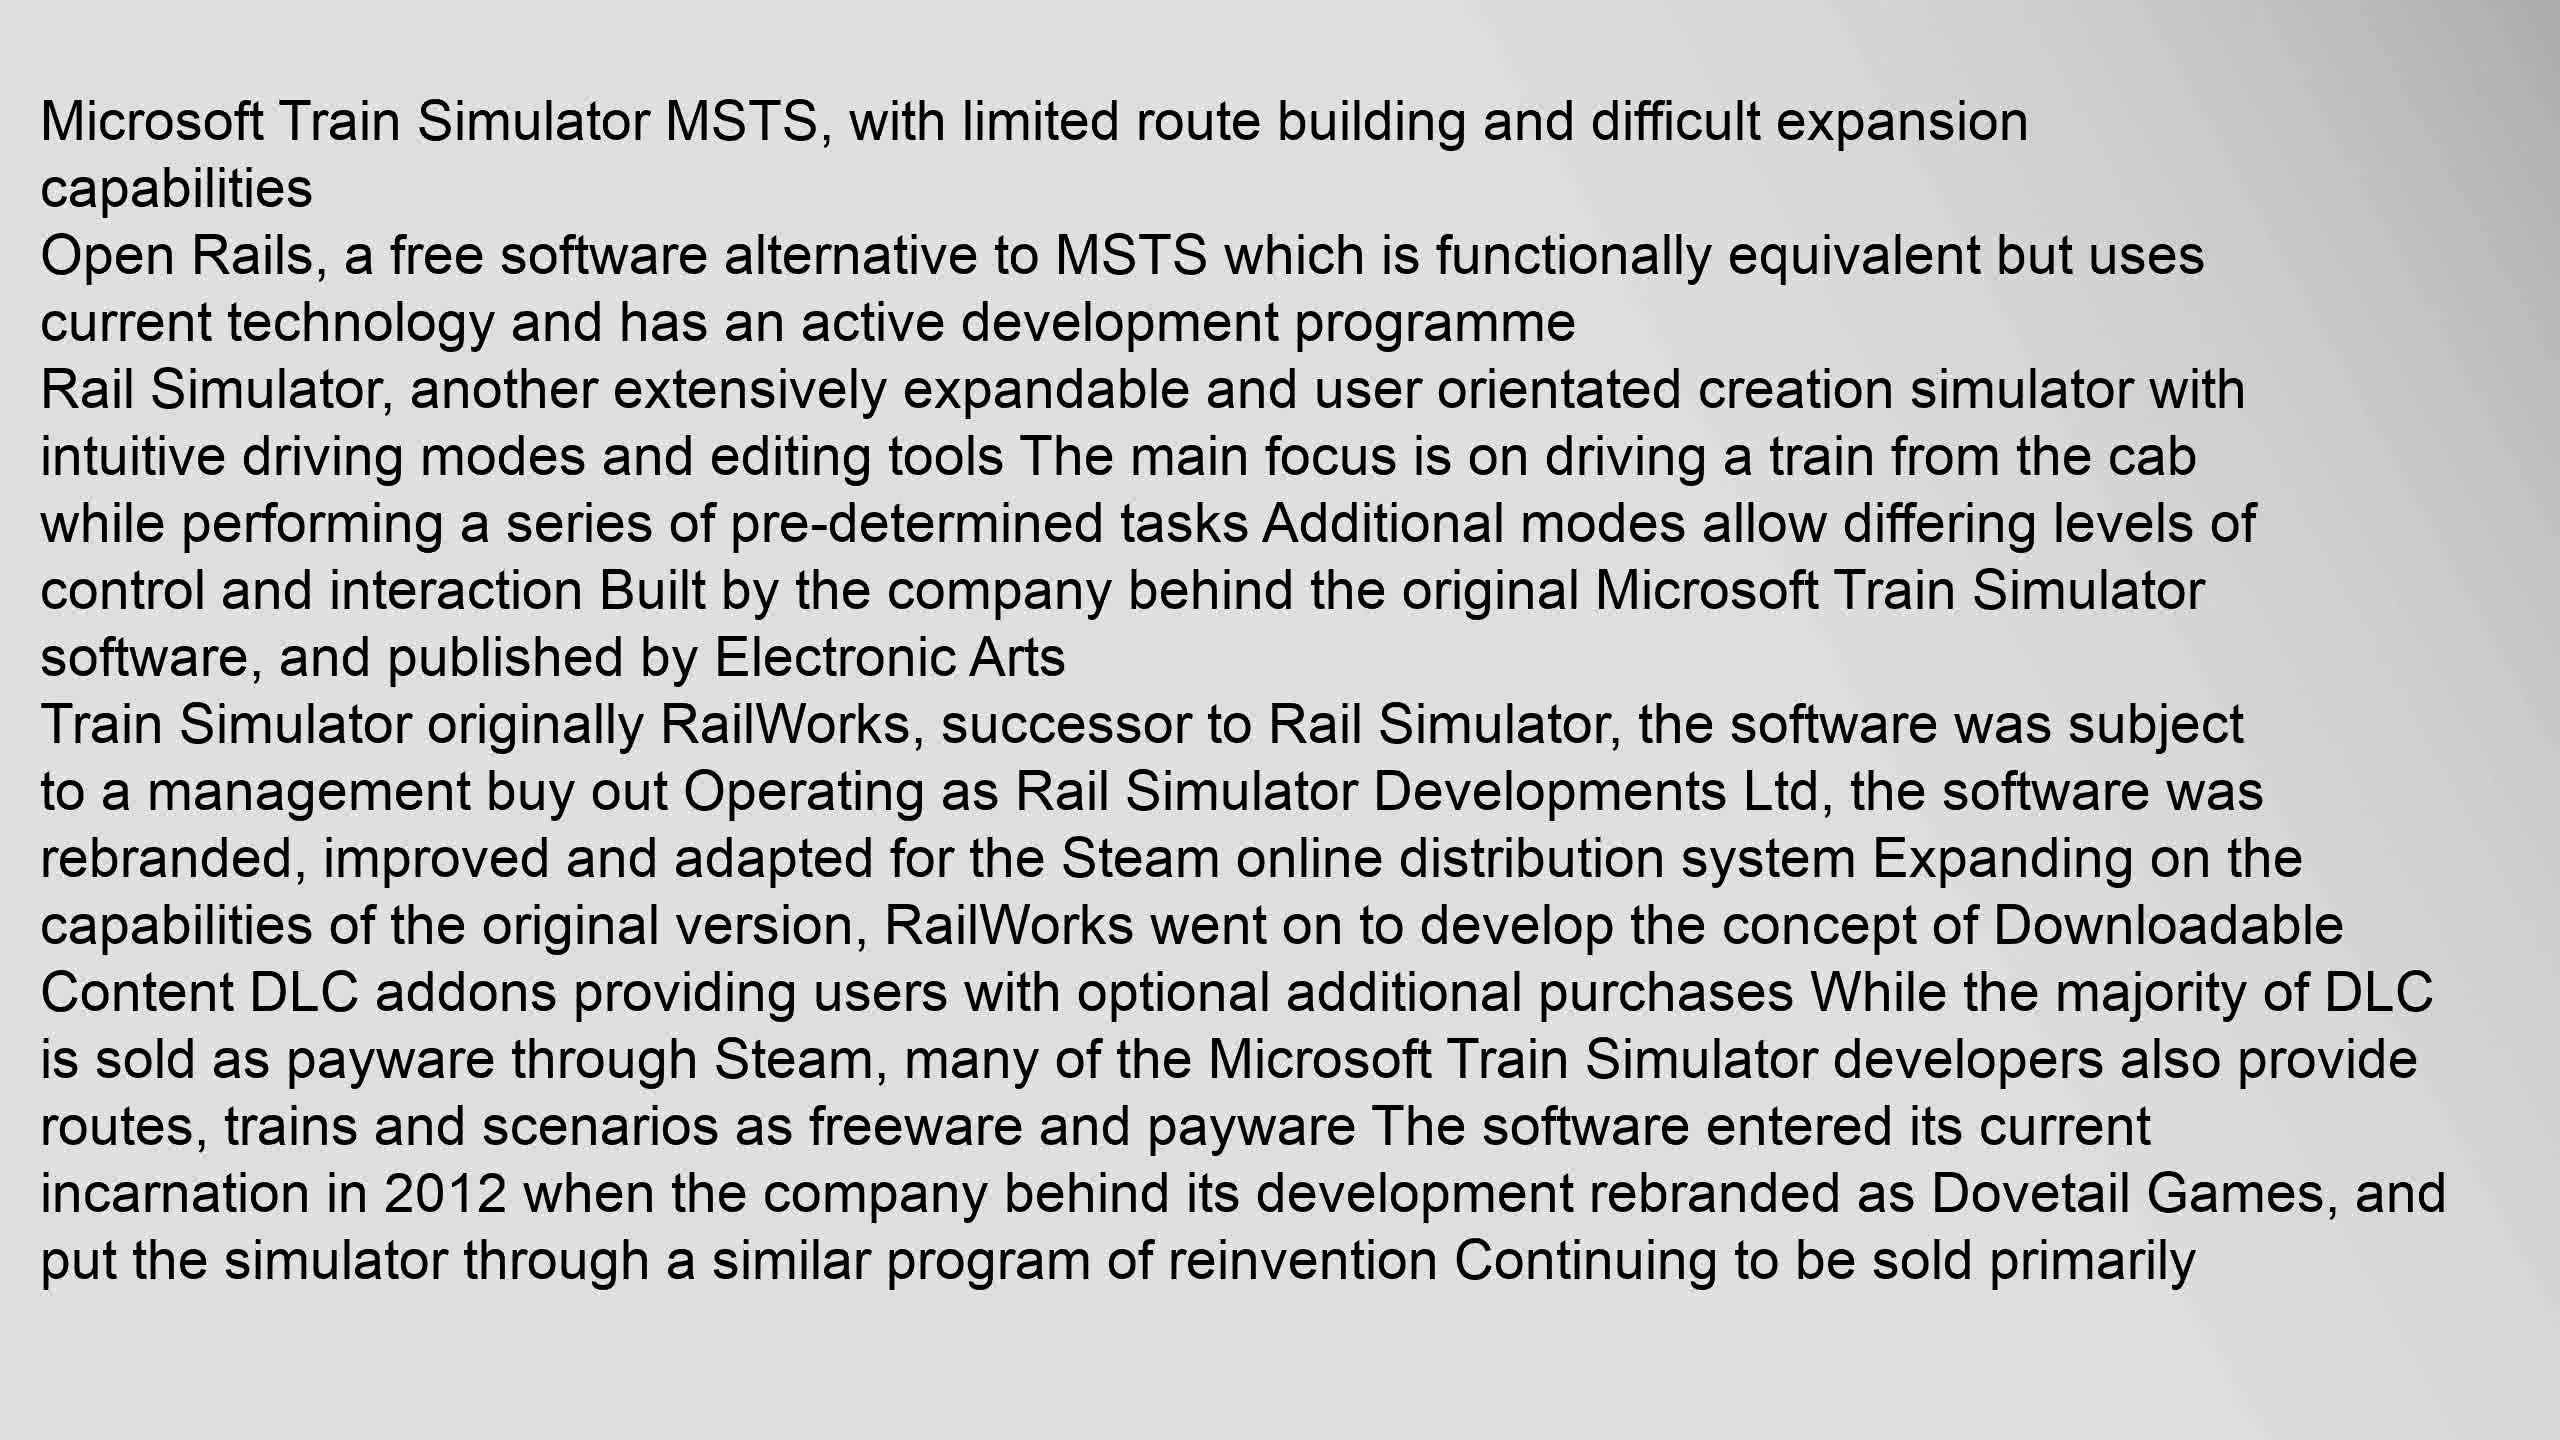 Microsoft Train Simulator MSTS, with limited route building and difficult expansion
capabilities
Open Rails, a free software alternative to MSTS which is functionally equivalent but uses
current technology and has an active development programme
Rail Simulator, another extensively expandable and user orientated creation simulator with
intuitive driving modes and editing tools The main focus is on driving a train from the cab
while performing a series of pre-determined tasks Additional modes allow differing levels of
control and interaction Built by the company behind the original Microsoft Train Simulator
software, and published by Electronic Arts
Train Simulator originally RailWorks, successor to Rail Simulator, the software was subject
to a management buy out Operating as Rail Simulator Developments Ltd, the software was
rebranded, improved and adapted for the Steam online distribution system Expanding on the
capabilities of the original version, RailWorks went on to develop the concept of Downloadable
Content DLC addons providing users with optional additional purchases While the majority of DLC
is sold as payware through Steam, many of the Microsoft Train Simulator developers also provide
routes, trains and scenarios as freeware and payware The software entered its current
incarnation in 2012 when the company behind its development rebranded as Dovetail Games, and
put the simulator through a similar program of reinvention Continuing to be sold primarily